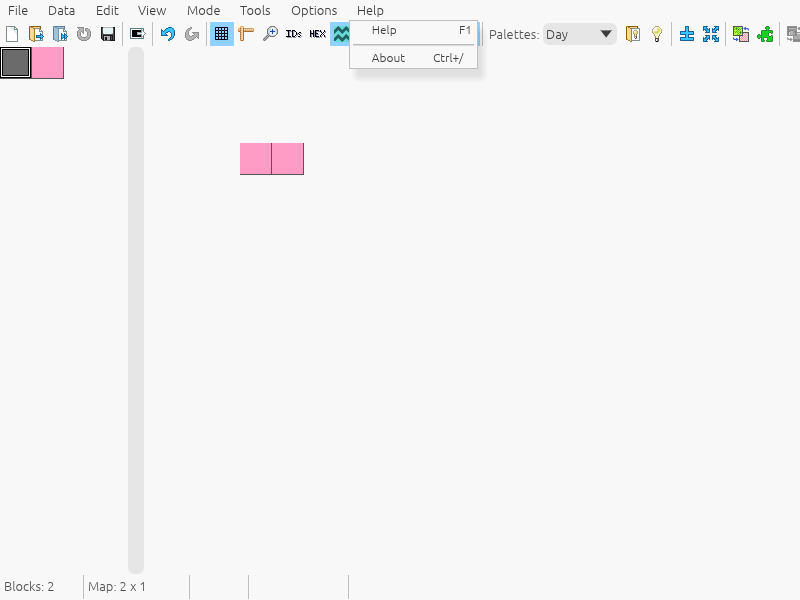 File Data Edit View Mode Tools Options Help
IDs HEX Palettes: Day
Help F1
About Ctrl+/
Blocks: 2 Map: 2 x 1